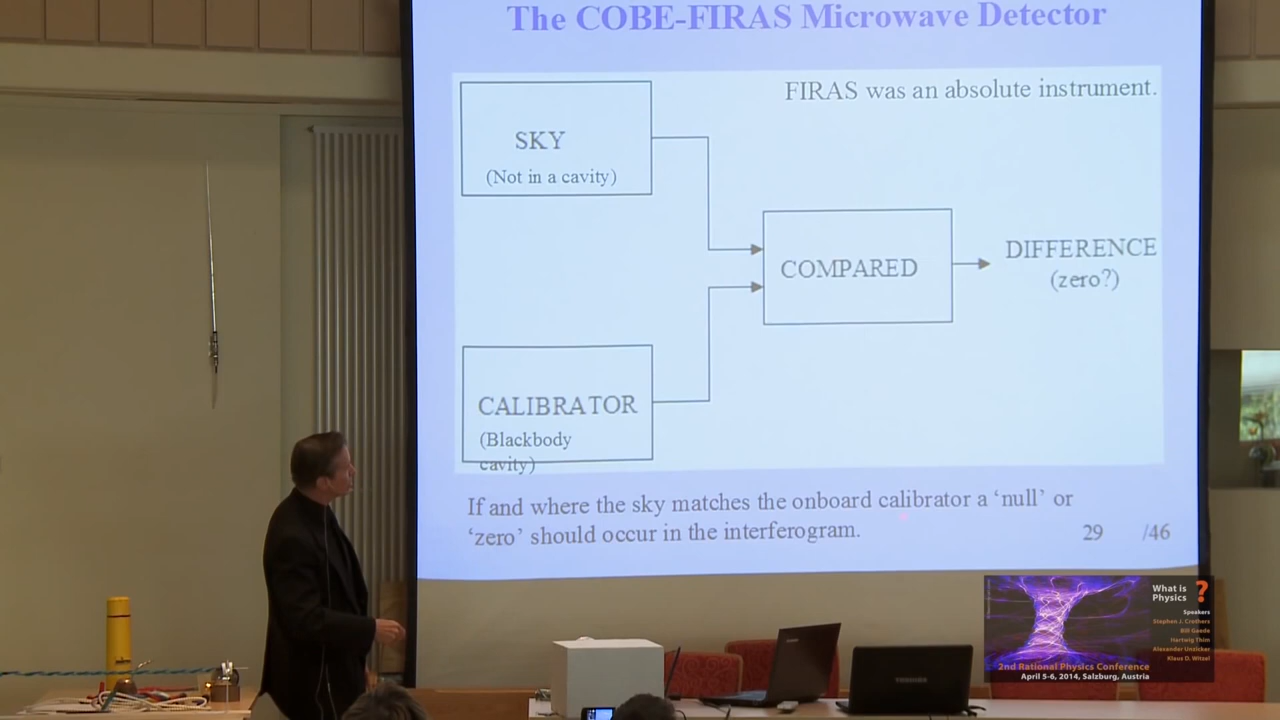 The COBE-FIRAS Microwave Detector
FIRAS was an absolute instrument.
SKY
(Not in a cavity)
COMPARED
DIFFERENCE
(zero?)
CALIBRATOR
(Blackbody
cavity)
If and where the sky matches the onboard calibrator a ‘null’ or
‘zero’ should occur in the interferogram.
29 /46
What is
Physics ?
Speakers
Stephen J. Crothers
Bill Gaede
Hartwig Thim
Alexander Unzicker
Klaus D. Witzel
2nd Rational Physics Conference
April 5-6, 2014, Salzburg, Austria
TOSHIBA